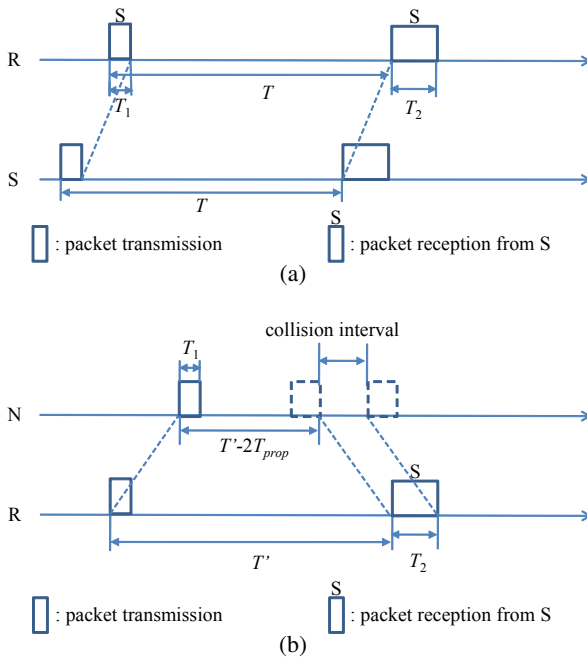 S
S
R
T
T₁
T₂
S
T
S
: packet transmission
: packet reception from S
(a)
collision interval
T₁
N
T'-2Tₚᵣₒₚ
S
R
T'
T₂
S
: packet transmission
: packet reception from S
(b)